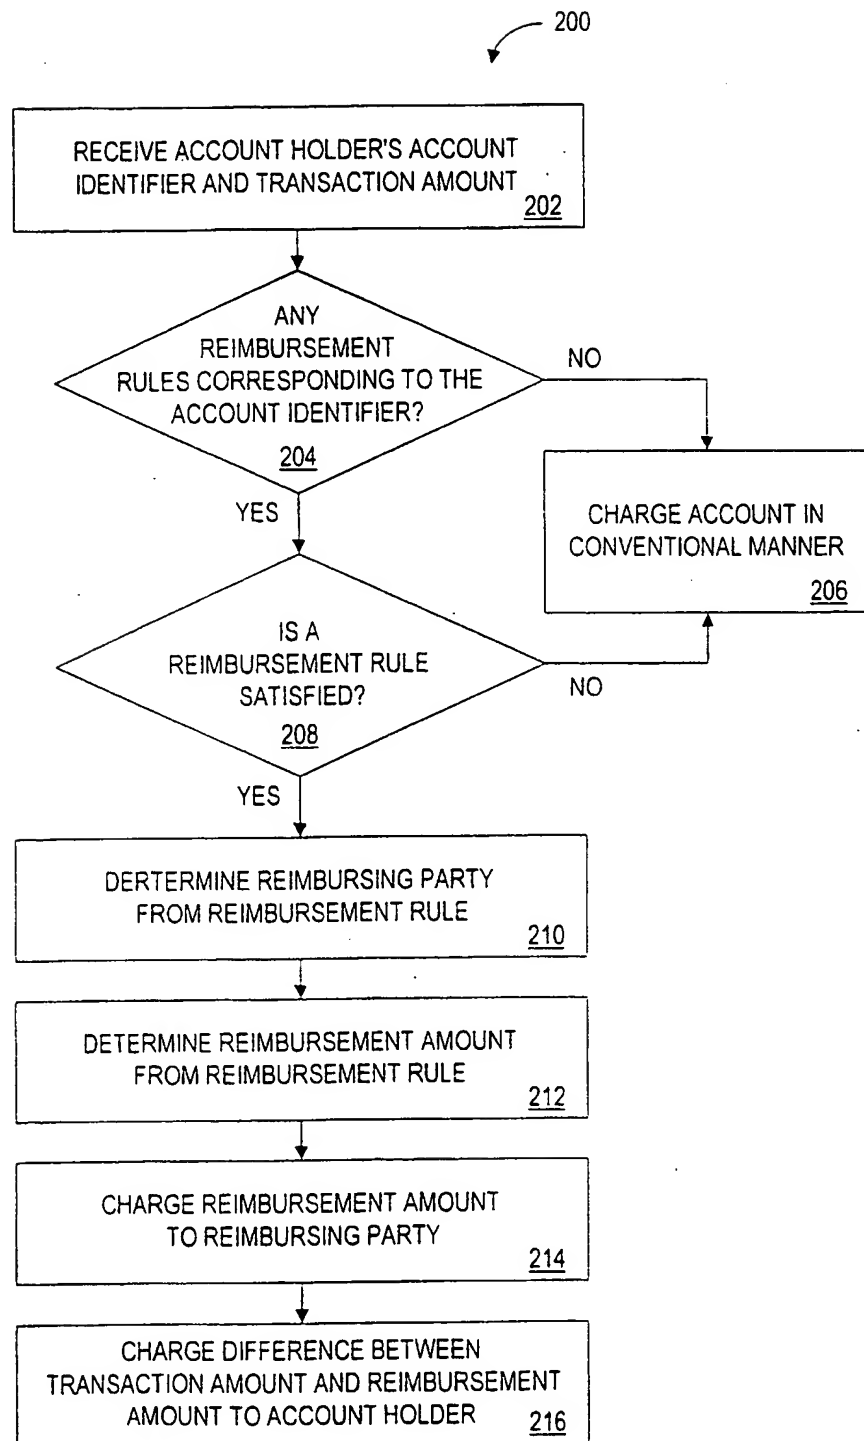 200
RECEIVE ACCOUNT HOLDER'S ACCOUNT
IDENTIFIER AND TRANSACTION AMOUNT
202
ANY
REIMBURSEMENT
RULES CORRESPONDING TO THE
ACCOUNT IDENTIFIER?
204
NO
YES
CHARGE ACCOUNT IN
CONVENTIONAL MANNER
206
IS A
REIMBURSEMENT RULE
SATISFIED?
208
NO
YES
DERTERMINE REIMBURSING PARTY
FROM REIMBURSEMENT RULE
210
DETERMINE REIMBURSEMENT AMOUNT
FROM REIMBURSEMENT RULE
212
CHARGE REIMBURSEMENT AMOUNT
TO REIMBURSING PARTY
214
CHARGE DIFFERENCE BETWEEN
TRANSACTION AMOUNT AND REIMBURSEMENT
AMOUNT TO ACCOUNT HOLDER
216